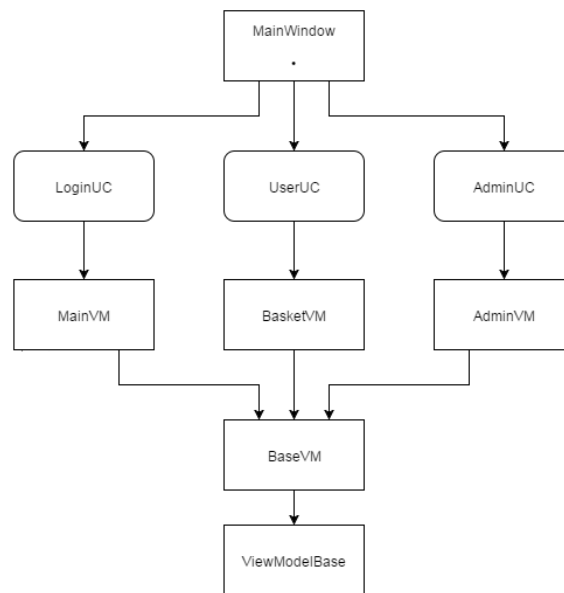 MainWindow
LoginUC
UserUC
AdminUC
MainVM
BasketVM
AdminVM
BaseVM
ViewModelBase